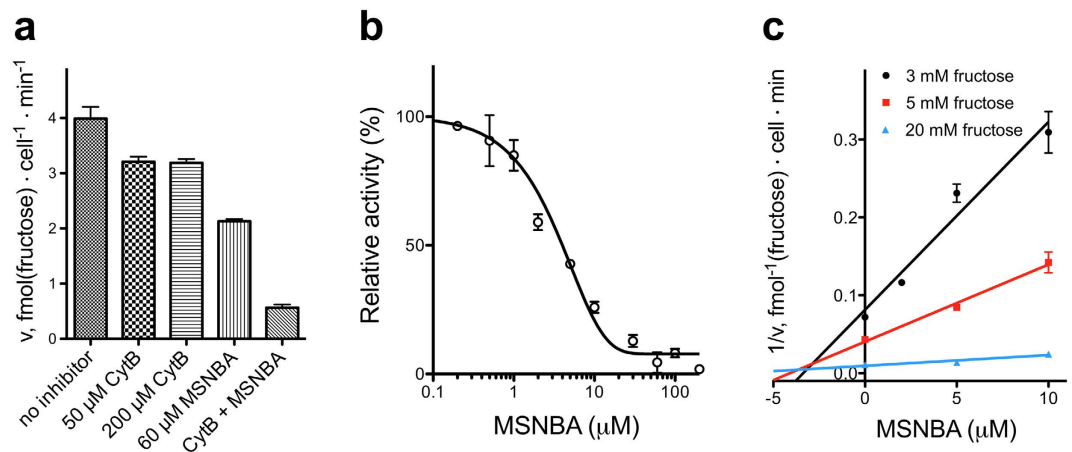 a
v, fmol(fructose) · cell⁻¹ · min⁻¹
4
3
2
1
0
no inhibitor
50 µM CytB
200 µM CytB
60 µM MSNBA
CytB + MSNBA
b
Relative activity (%)
100
50
0
0.1
1
10
100
MSNBA (µM)
c
1/v, fmol⁻¹(fructose) · cell · min
3 mM fructose
5 mM fructose
20 mM fructose
0.3
0.2
0.1
0.0
-5
0
5
10
MSNBA (µM)